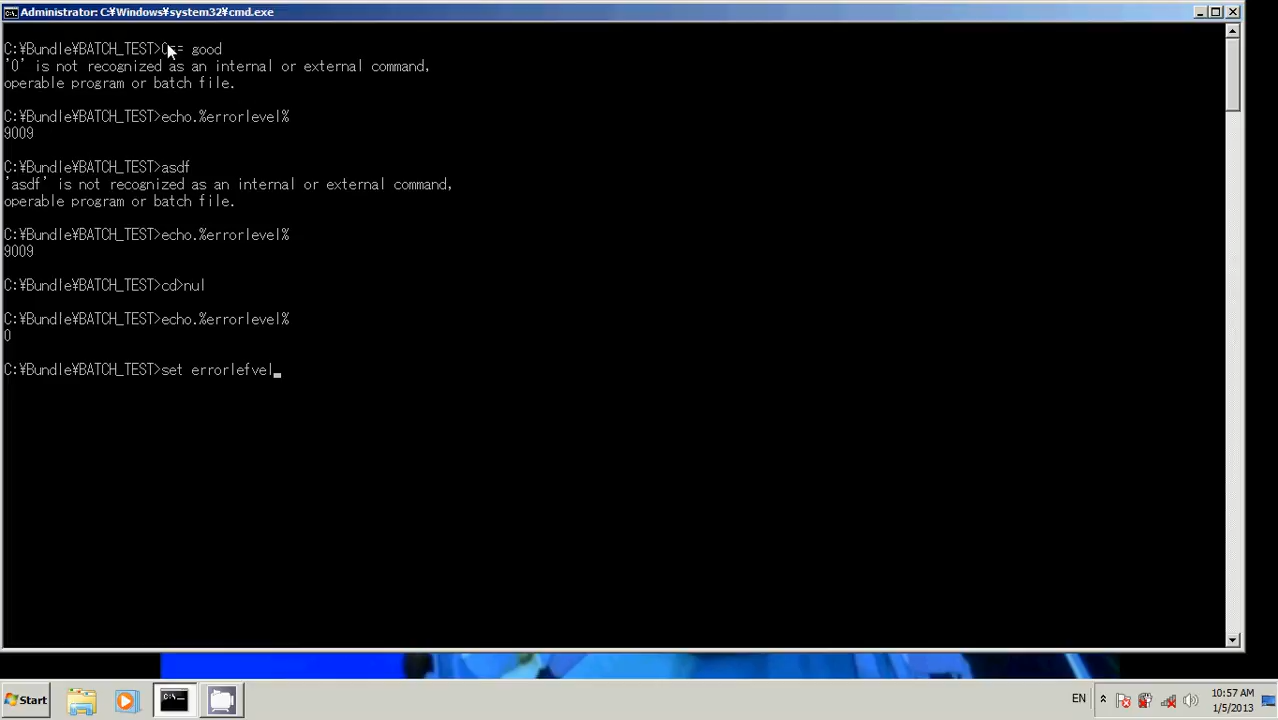 Administrator: C:¥Windows¥system32¥cmd.exe
C:¥Bundle¥BATCH_TEST>0== good
'0' is not recognized as an internal or external command,
operable program or batch file.
C:¥Bundle¥BATCH_TEST>echo.%errorlevel%
9009
C:¥Bundle¥BATCH_TEST>asdf
'asdf' is not recognized as an internal or external command,
operable program or batch file.
C:¥Bundle¥BATCH_TEST>echo.%errorlevel%
9009
C:¥Bundle¥BATCH_TEST>cd>nul
C:¥Bundle¥BATCH_TEST>echo.%errorlevel%
0
C:¥Bundle¥BATCH_TEST>set errorlefvel_
Start
EN
10:57 AM
1/5/2013